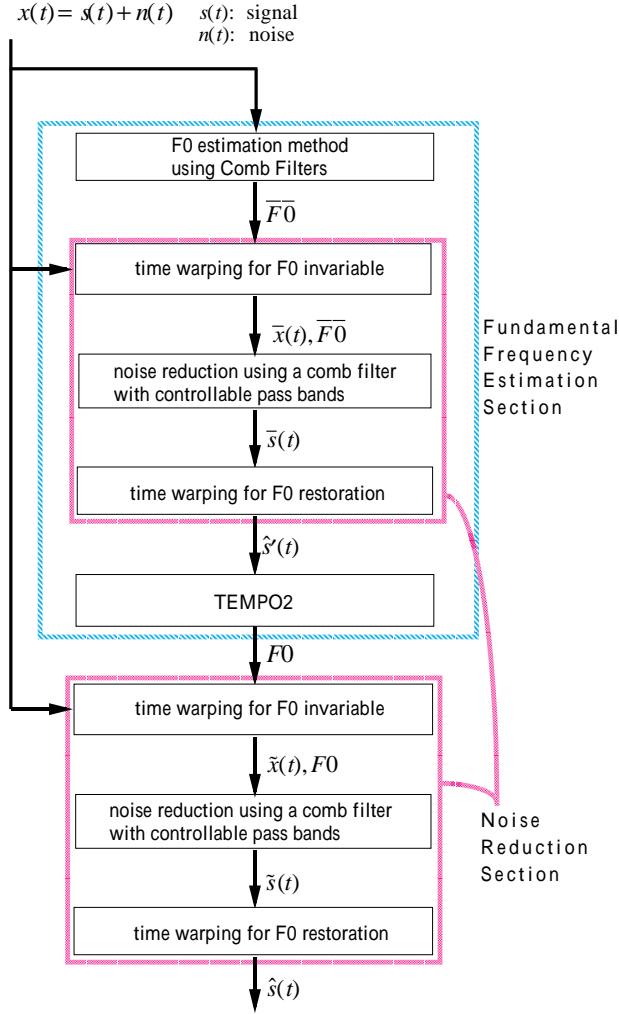 x(t) = s(t) + n(t) s(t): signal
n(t): noise
F0 estimation method
using Comb Filters
F̅0̅
time warping for F0 invariable
x̅(t), F̅0̅
noise reduction using a comb filter
with controllable pass bands
s̅(t)
time warping for F0 restoration
ŝ′(t)
TEMPO2
F0
Fundamental
Frequency
Estimation
Section
time warping for F0 invariable
x̃(t), F0
noise reduction using a comb filter
with controllable pass bands
s̃(t)
time warping for F0 restoration
ŝ(t)
Noise
Reduction
Section